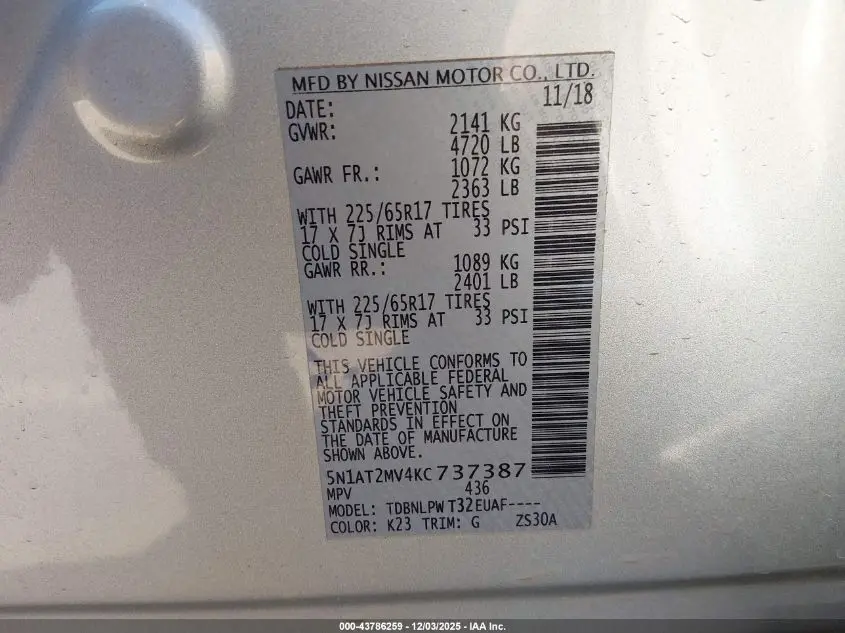 MFD BY NISSAN MOTOR CO., LTD.
DATE: 11/18
GVWR: 2141 KG
4720 LB
GAWR FR.: 1072 KG
2363 LB
WITH 225/65R17 TIRES
17 X 7J RIMS AT 33 PSI
COLD SINGLE
GAWR RR.: 1089 KG
2401 LB
WITH 225/65R17 TIRES
17 X 7J RIMS AT 33 PSI
COLD SINGLE
THIS VEHICLE CONFORMS TO
ALL APPLICABLE FEDERAL
MOTOR VEHICLE SAFETY AND
THEFT PREVENTION
STANDARDS IN EFFECT ON
THE DATE OF MANUFACTURE
SHOWN ABOVE.
5N1AT2MV4KC737387
MPV 436
MODEL: TDBNLPW T32EUAF----
COLOR: K23 TRIM: G ZS30A
000-43786259 - 12/03/2025 - IAA Inc.